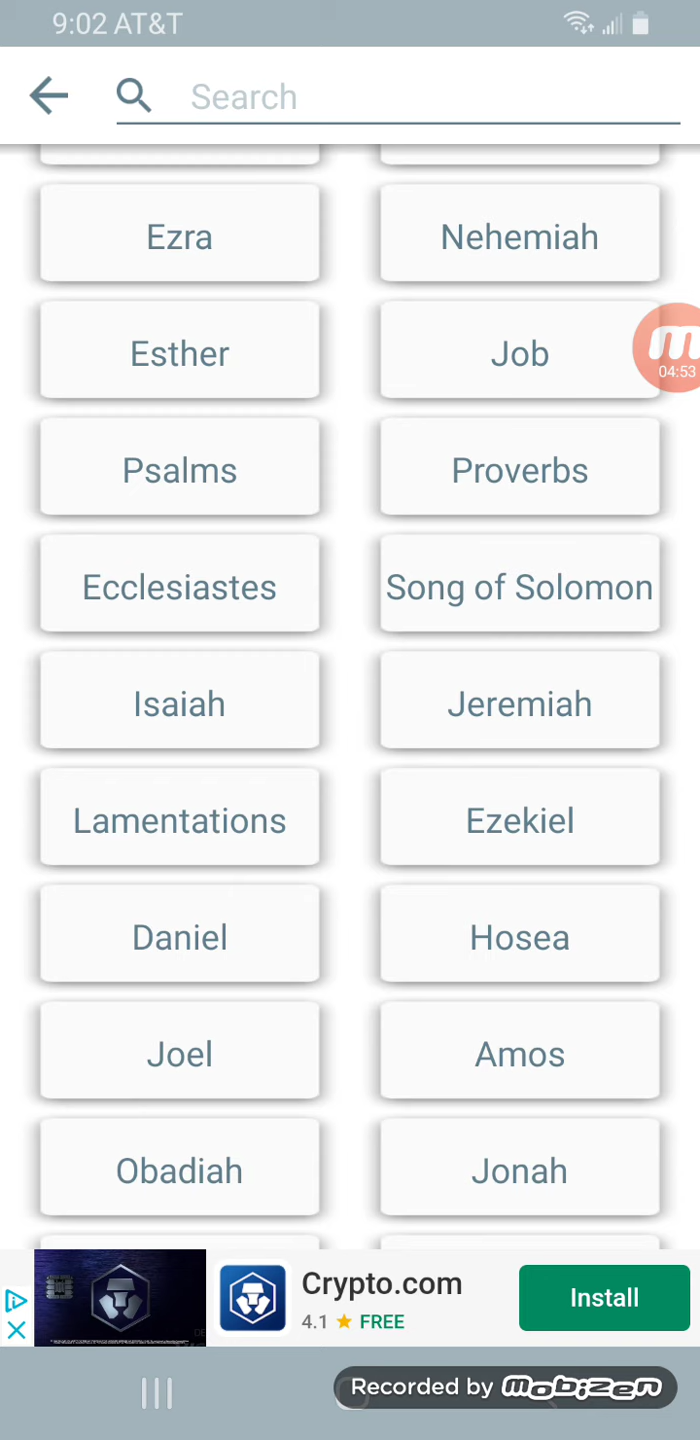 9:02 AT&T
Search
Ezra
Nehemiah
Esther
Job
04:53
Psalms
Proverbs
Ecclesiastes
Song of Solomon
Isaiah
Jeremiah
Lamentations
Ezekiel
Daniel
Hosea
Joel
Amos
Obadiah
Jonah
Crypto.com
4.1 ★ FREE
Install
Recorded by mobizen